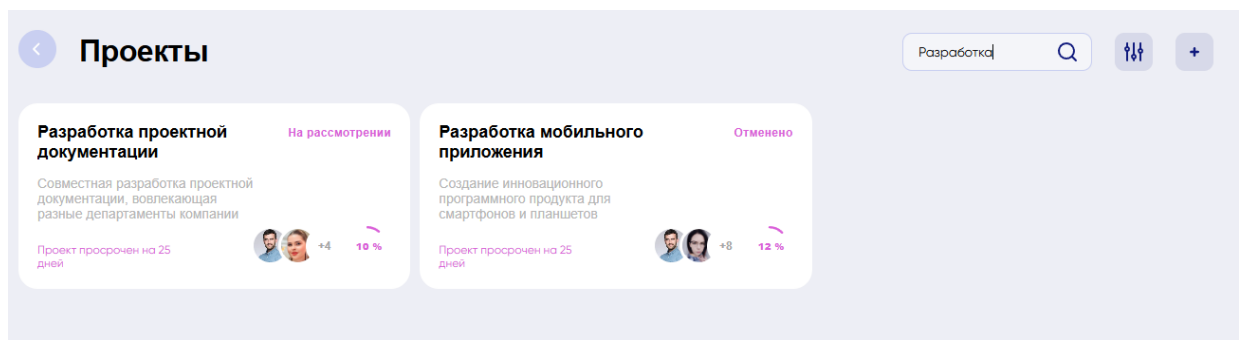 Проекты
Разработка
+
Разработка проектной
документации
На рассмотрении
Совместная разработка проектной
документации, вовлекающая
разные департаменты компании
Проект просрочен на 25
дней
+4
10 %
Разработка мобильного
приложения
Отменено
Создание инновационного
программного продукта для
смартфонов и планшетов
Проект просрочен на 25
дней
+8
12 %